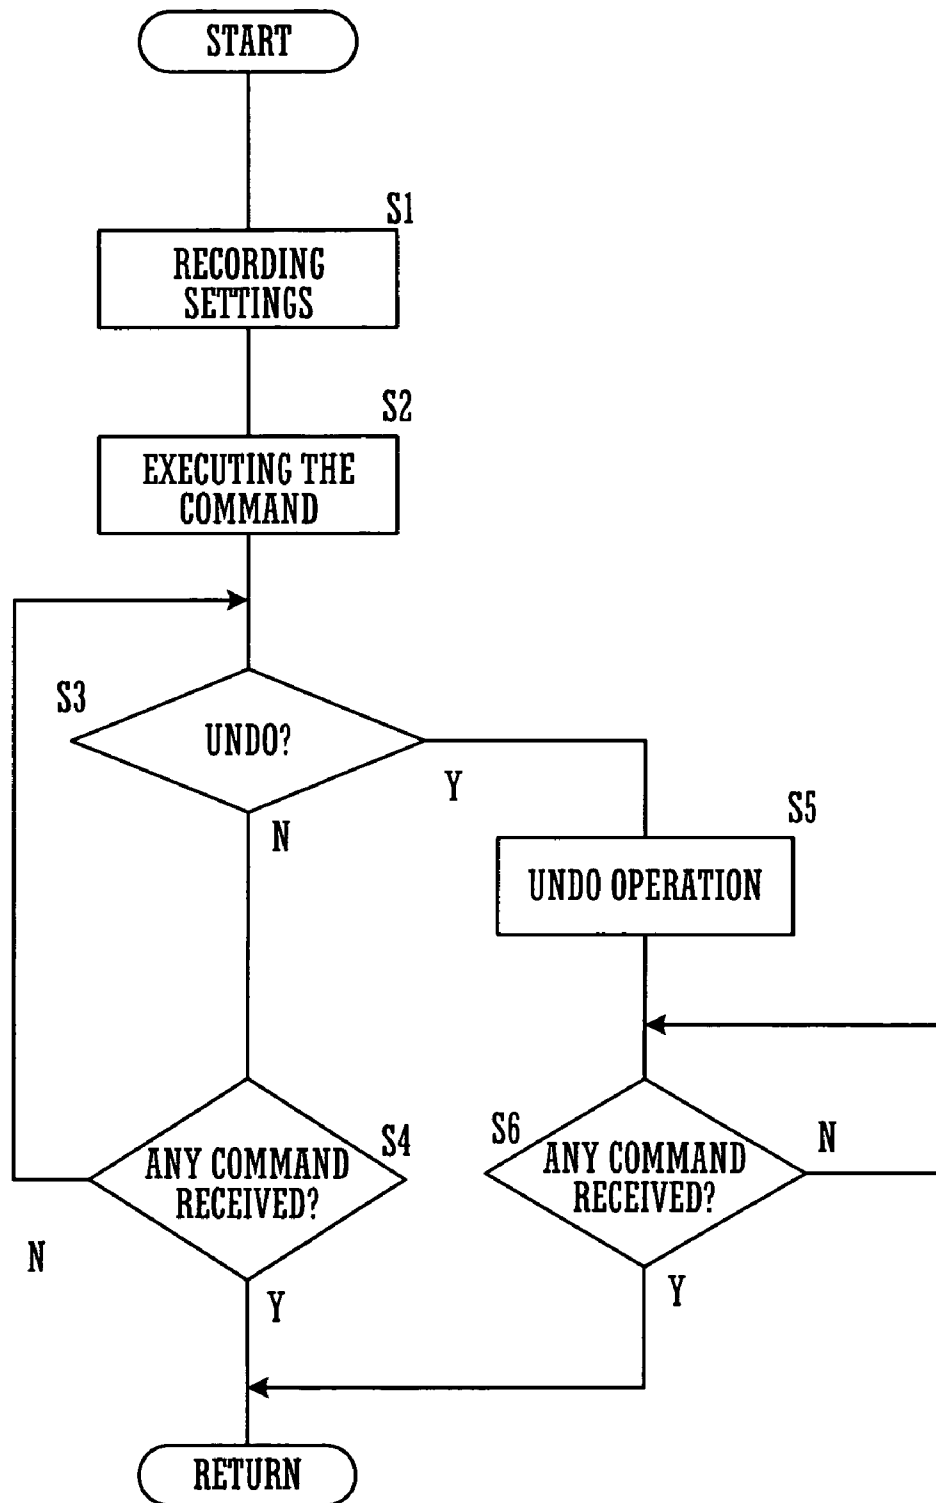 START
S1
RECORDING
SETTINGS
S2
EXECUTING THE
COMMAND
S3
UNDO?
Y
N
S5
UNDO OPERATION
S4
ANY COMMAND
RECEIVED?
N
Y
S6
ANY COMMAND
RECEIVED?
N
Y
RETURN